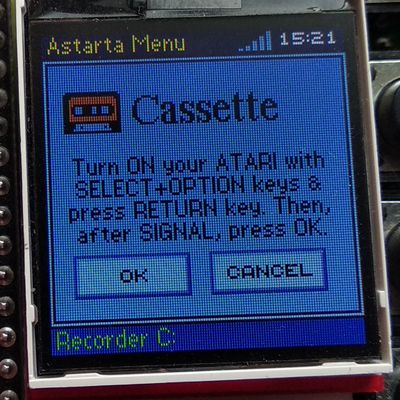 Astarta Menu 15:21
Cassette
Turn ON your ATARI with
SELECT+OPTION keys &
press RETURN key. Then,
after SIGNAL, press OK.
OK CANCEL
Recorder C: